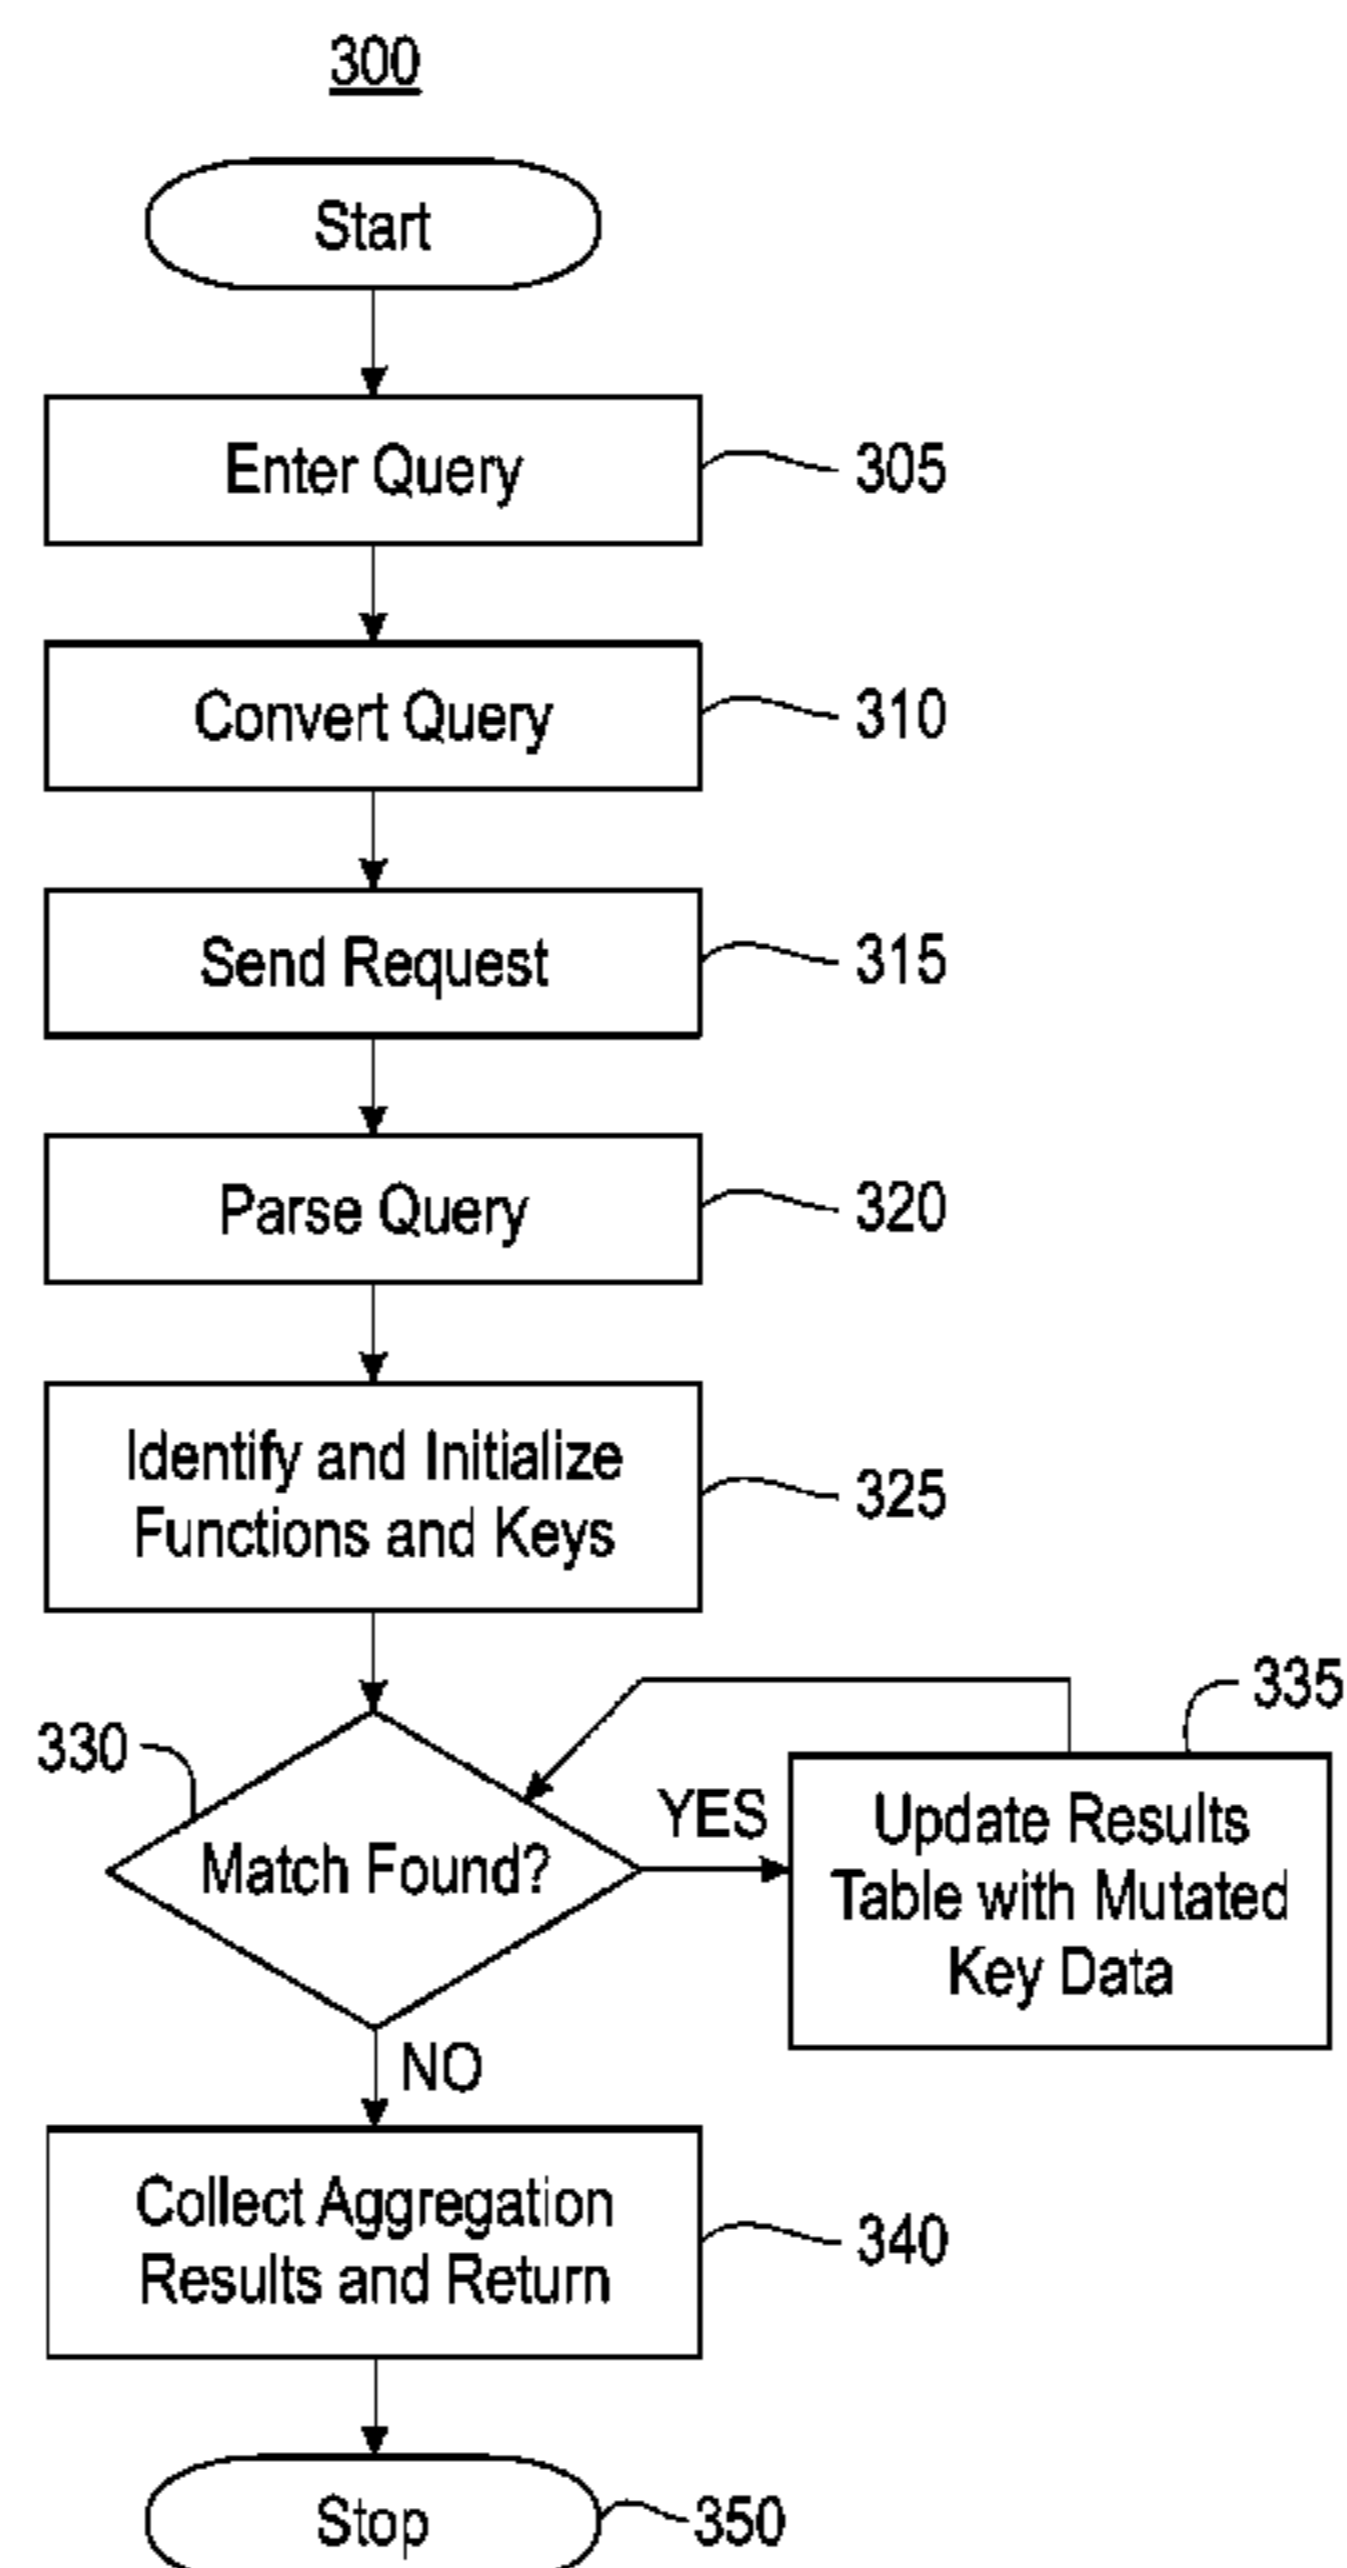 300
Start
Enter Query
305
Convert Query
310
Send Request
315
Parse Query
320
Identify and Initialize
Functions and Keys
325
330
Match Found?
YES
335
Update Results
Table with Mutated
Key Data
NO
Collect Aggregation
Results and Return
340
Stop
350